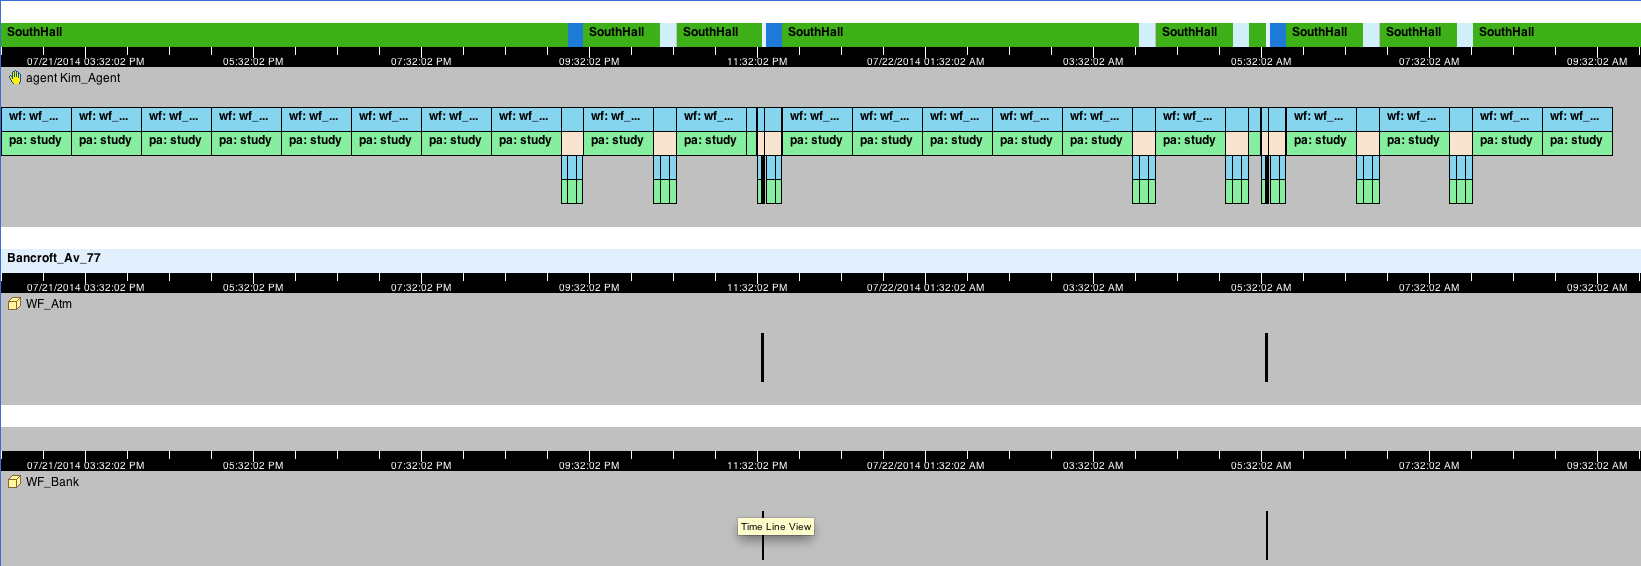 SouthHall SouthHall SouthHall SouthHall SouthHall SouthHall SouthHall SouthHall
07/21/2014 03:32:02 PM 05:32:02 PM 07:32:02 PM 09:32:02 PM 11:32:02 PM 07/22/2014 01:32:02 AM 03:32:02 AM 05:32:02 AM 07:32:02 AM 09:32:02 AM
agent Kim_Agent
wf: wf_... wf: wf_... wf: wf_... wf: wf_... wf: wf_... wf: wf_... wf: wf_... wf: wf_... wf: wf_... wf: wf_... wf: wf_... wf: wf_... wf: wf_... wf: wf_... wf: wf_... wf: wf_... wf: wf_... wf: wf_... wf: wf_...
pa: study pa: study pa: study pa: study pa: study pa: study pa: study pa: study pa: study pa: study pa: study pa: study pa: study pa: study pa: study pa: study pa: study pa: study pa: study
Bancroft_Av_77
07/21/2014 03:32:02 PM 05:32:02 PM 07:32:02 PM 09:32:02 PM 11:32:02 PM 07/22/2014 01:32:02 AM 03:32:02 AM 05:32:02 AM 07:32:02 AM 09:32:02 AM
WF_Atm
07/21/2014 03:32:02 PM 05:32:02 PM 07:32:02 PM 09:32:02 PM 11:32:02 PM 07/22/2014 01:32:02 AM 03:32:02 AM 05:32:02 AM 07:32:02 AM 09:32:02 AM
WF_Bank
Time Line View